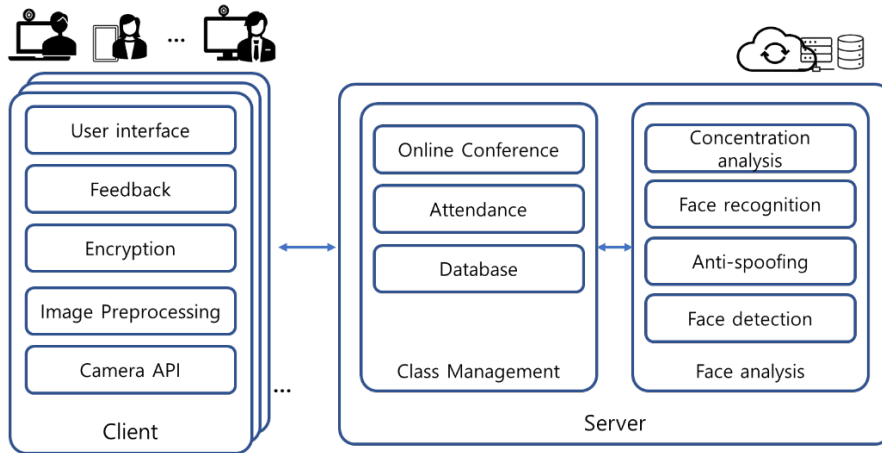 ...
User interface
Feedback
Encryption
Image Preprocessing
Camera API
...
Client
Online Conference
Attendance
Database
Class Management
Concentration
analysis
Face recognition
Anti-spoofing
Face detection
Face analysis
Server